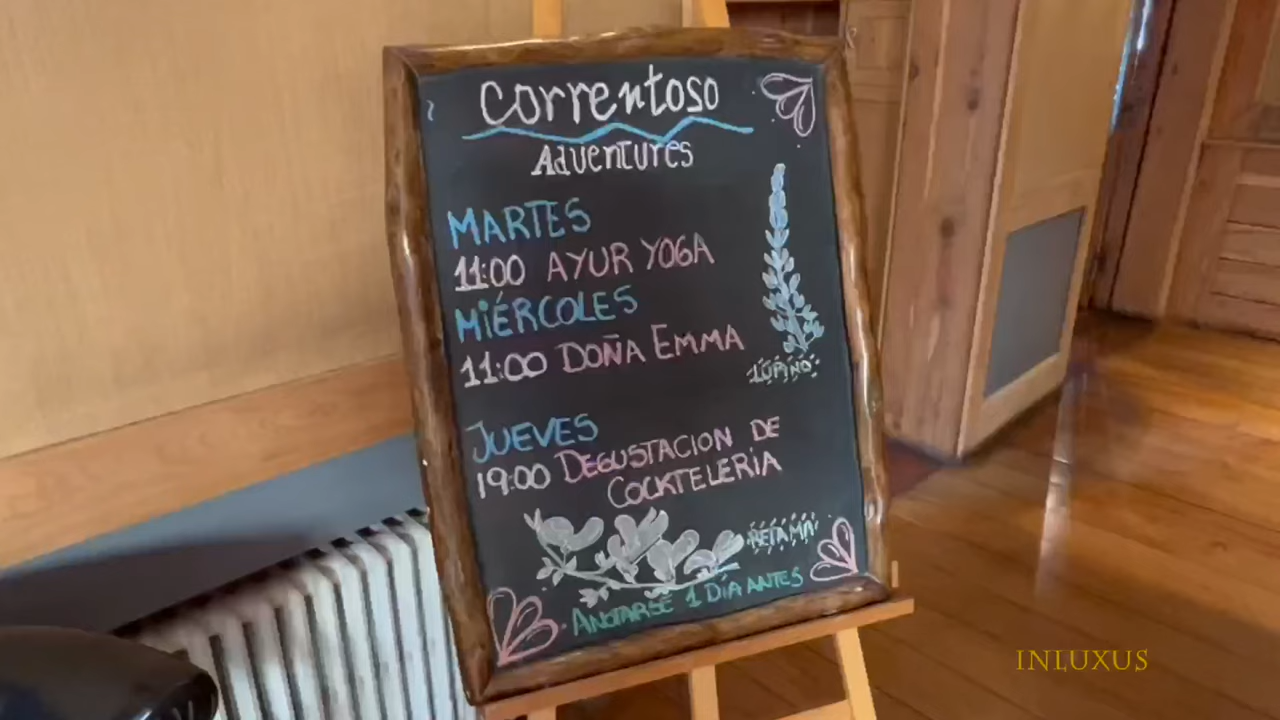 Correntoso
Adventures
MARTES
11:00 AYUR YOGA
MIÉRCOLES
11:00 DOÑA EMMA
LUPINO
JUEVES
19:00 DEGUSTACION DE
COCKTELERÍA
RETAMA
ANOTARSE 1 DÍA ANTES
INLUXUS